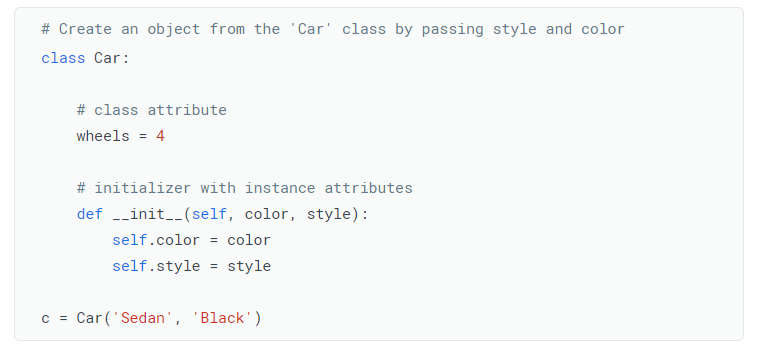 # Create an object from the 'Car' class by passing style and color
class Car:
    # class attribute
    wheels = 4
    # initializer with instance attributes
    def __init__(self, color, style):
        self.color = color
        self.style = style
c = Car('Sedan', 'Black')